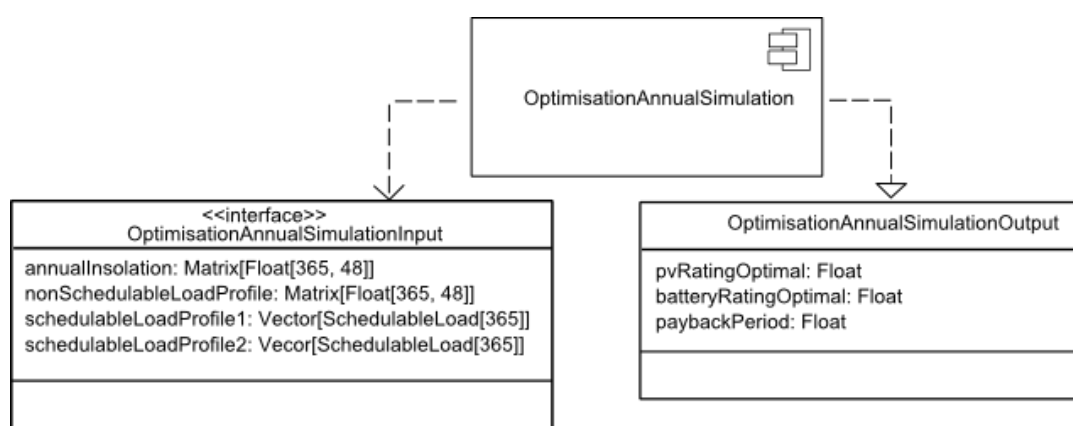 OptimisationAnnualSimulation
<<interface>>
OptimisationAnnualSimulationInput
annualInsolation: Matrix[Float[365, 48]]
nonSchedulableLoadProfile: Matrix[Float[365, 48]]
schedulableLoadProfile1: Vector[SchedulableLoad[365]]
schedulableLoadProfile2: Vecor[SchedulableLoad[365]]
OptimisationAnnualSimulationOutput
pvRatingOptimal: Float
batteryRatingOptimal: Float
paybackPeriod: Float